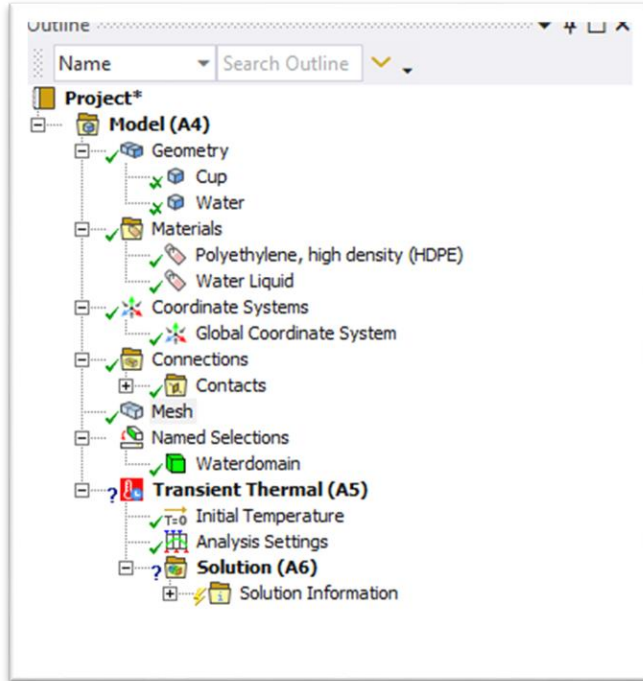 Outline
Name Search Outline
Project*
Model (A4)
Geometry
Cup
Water
Materials
Polyethylene, high density (HDPE)
Water Liquid
Coordinate Systems
Global Coordinate System
Connections
Contacts
Mesh
Named Selections
Waterdomain
? Transient Thermal (A5)
T=0 Initial Temperature
Analysis Settings
? Solution (A6)
Solution Information